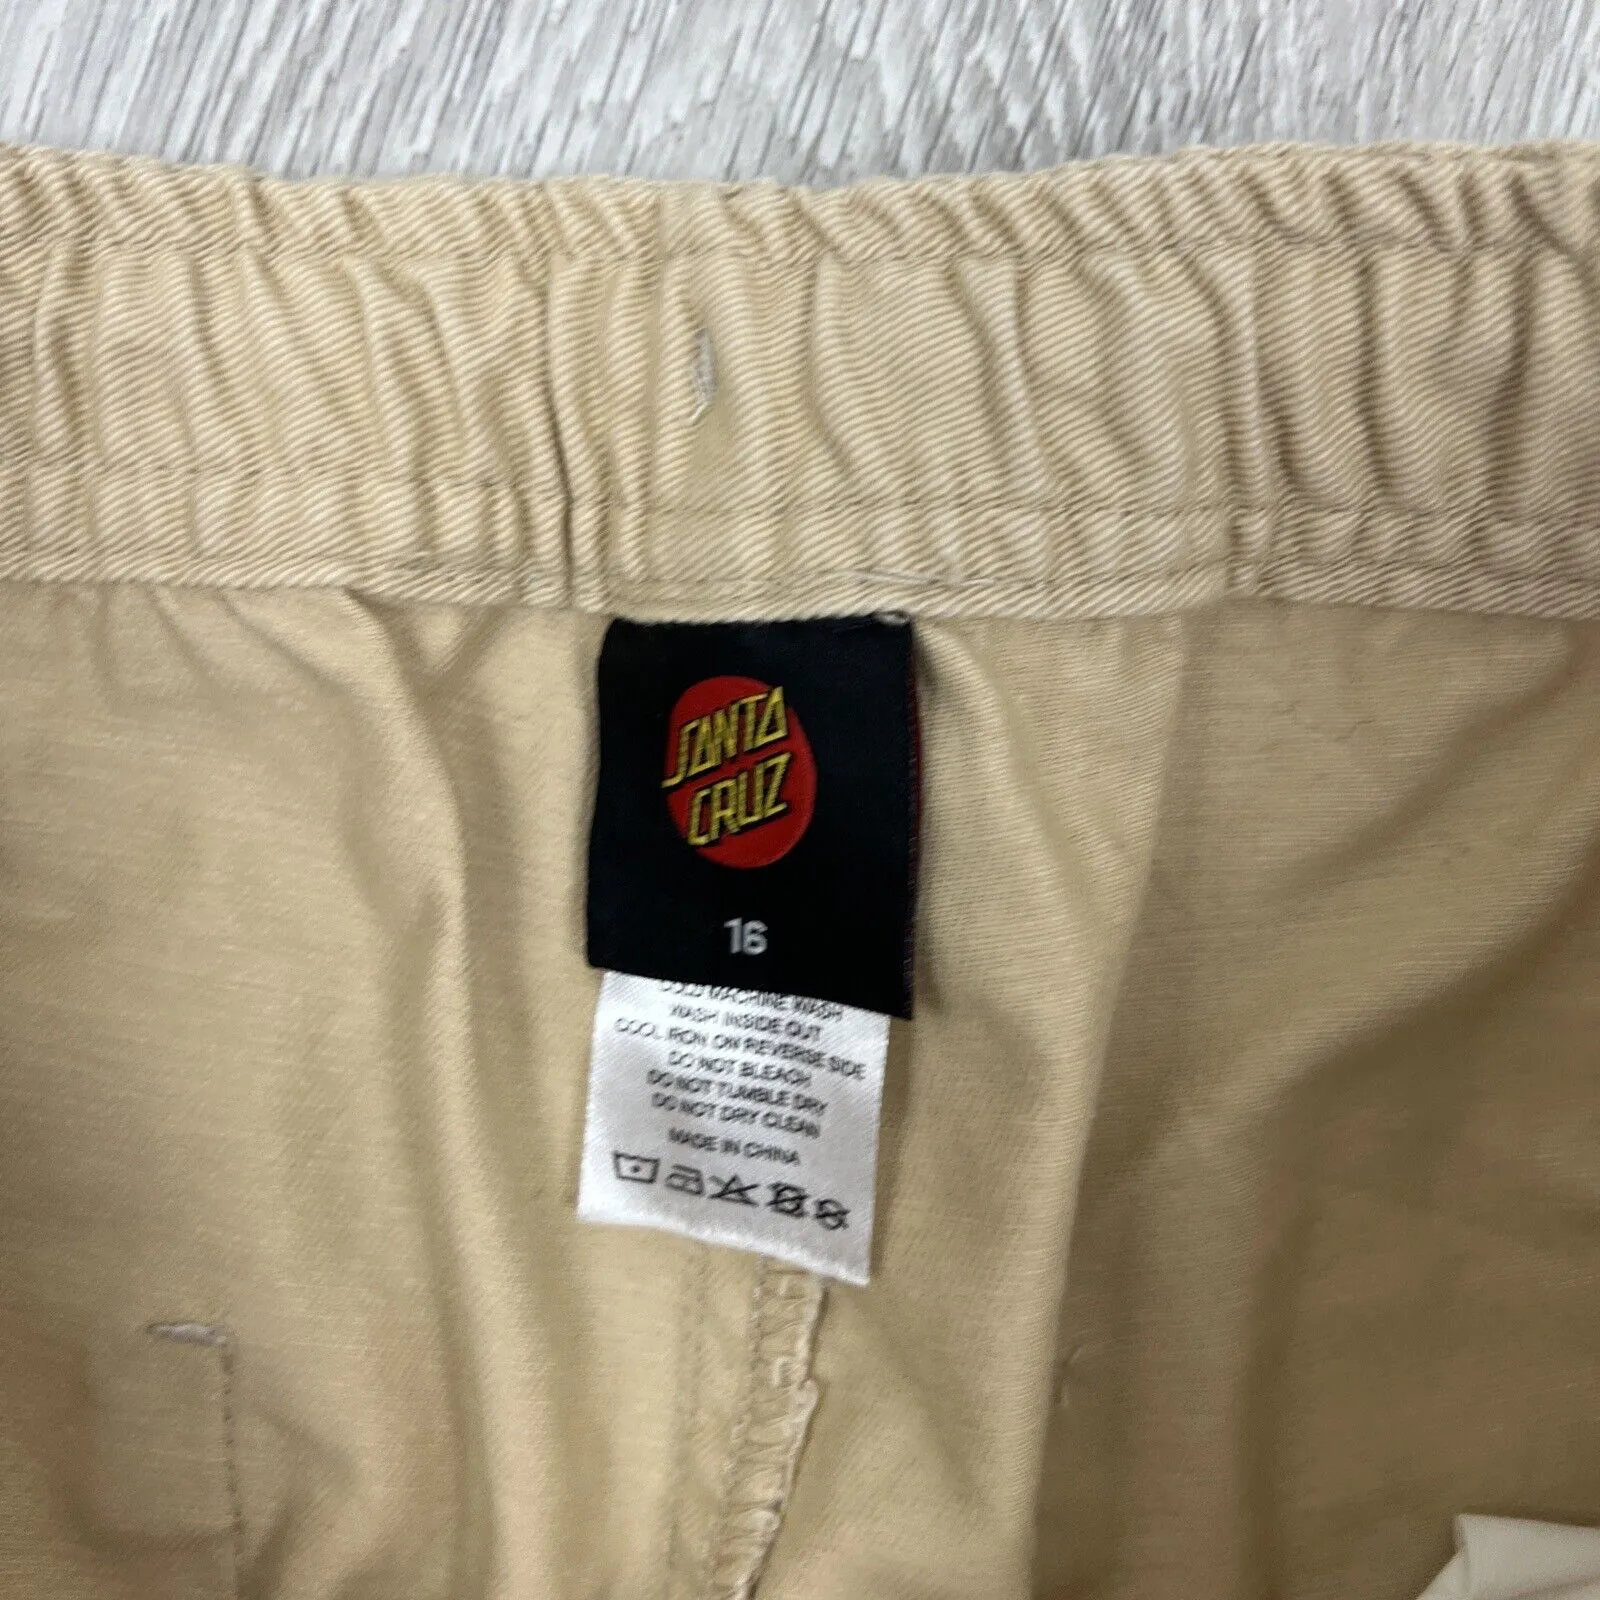 SANTA
CRUZ
16
COLD MACHINE WASH
WASH INSIDE OUT
COOL IRON ON REVERSE SIDE
DO NOT BLEACH
DO NOT TUMBLE DRY
DO NOT DRY CLEAN
MADE IN CHINA